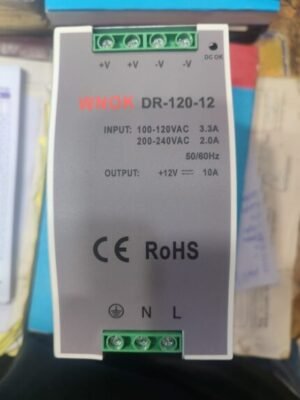 +V +V -V -V
DC OK
WNDK DR-120-12
INPUT: 100-120VAC 3.3A
200-240VAC 2.0A
50/60Hz
OUTPUT: +12V ⎓ 10A
CE RoHS
N L